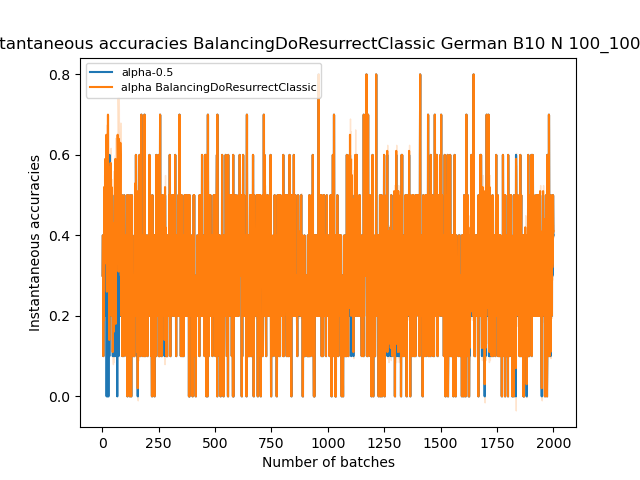 tantaneous accuracies BalancingDoResurrectClassic German B10 N 100_100
alpha-0.5
alpha BalancingDoResurrectClassic
0.8
0.6
0.4
0.2
0.0
Instantaneous accuracies
0 250 500 750 1000 1250 1500 1750 2000
Number of batches